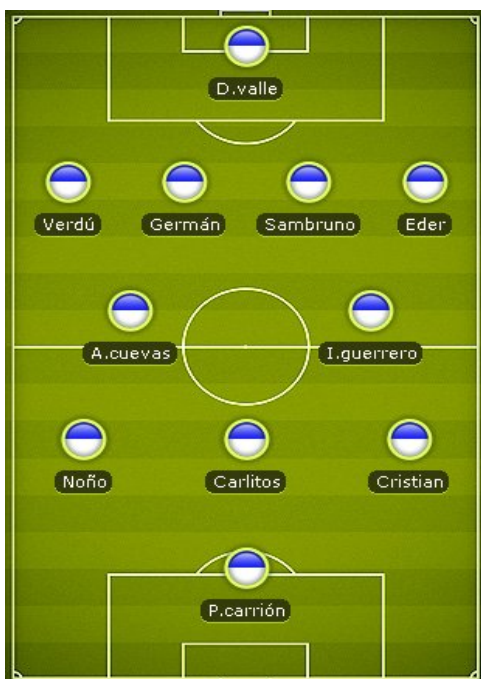 D.valle
Verdú Germán Sambruno Eder
A.cuevas I.guerrero
Noño Carlitos Cristian
P.carrión